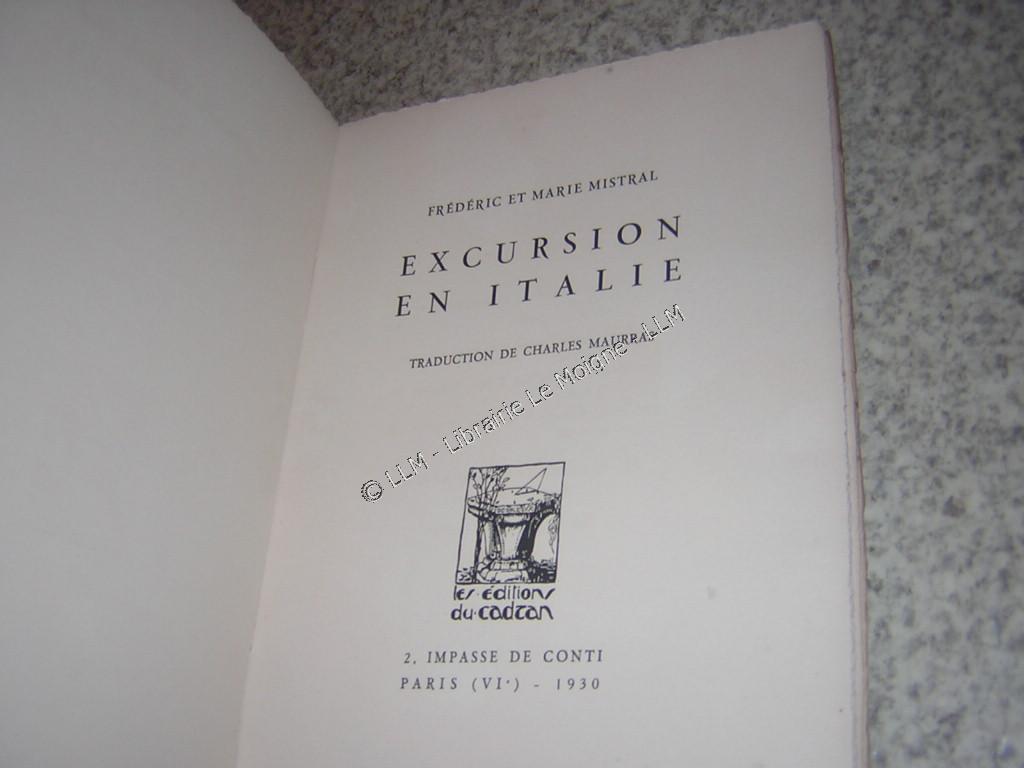 FRÉDÉRIC ET MARIE MISTRAL
EXCURSION
EN ITALIE
TRADUCTION DE CHARLES MAURRAS
© LLM - Librairie Le Moigne - LLM
les éditions
du cadran
2, IMPASSE DE CONTI
PARIS (VIᵉ) - 1930